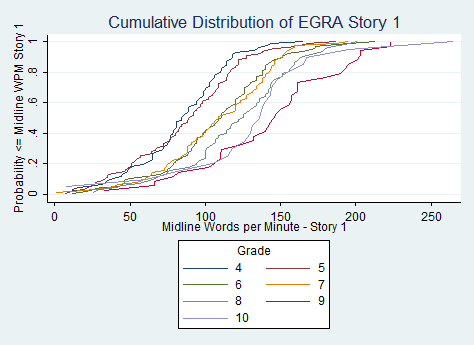 Cumulative Distribution of EGRA Story 1
Probability <= Midline WPM Story 1
1
.8
.6
.4
.2
0
0 50 100 150 200 250
Midline Words per Minute - Story 1
Grade
4 5
6 7
8 9
10